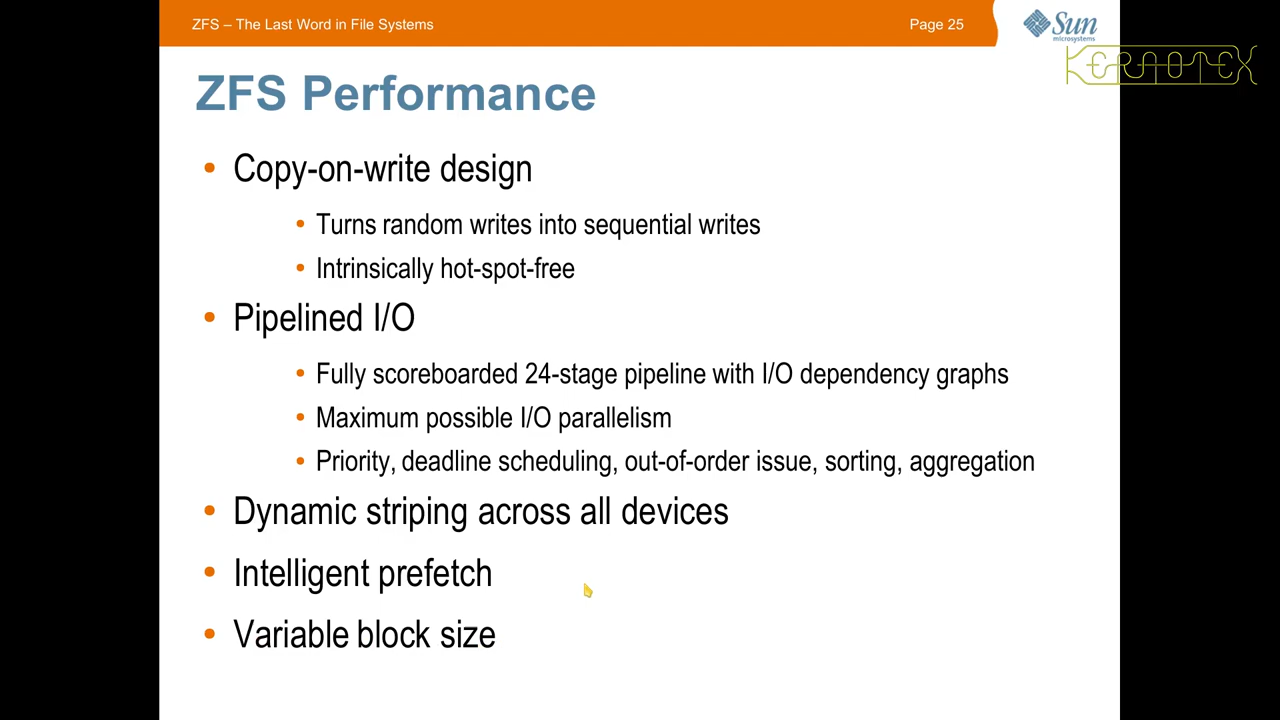 ZFS – The Last Word in File Systems
Page 25
Sun
microsystems
KERNOTEX
ZFS Performance
• Copy-on-write design
• Turns random writes into sequential writes
• Intrinsically hot-spot-free
• Pipelined I/O
• Fully scoreboarded 24-stage pipeline with I/O dependency graphs
• Maximum possible I/O parallelism
• Priority, deadline scheduling, out-of-order issue, sorting, aggregation
• Dynamic striping across all devices
• Intelligent prefetch
• Variable block size